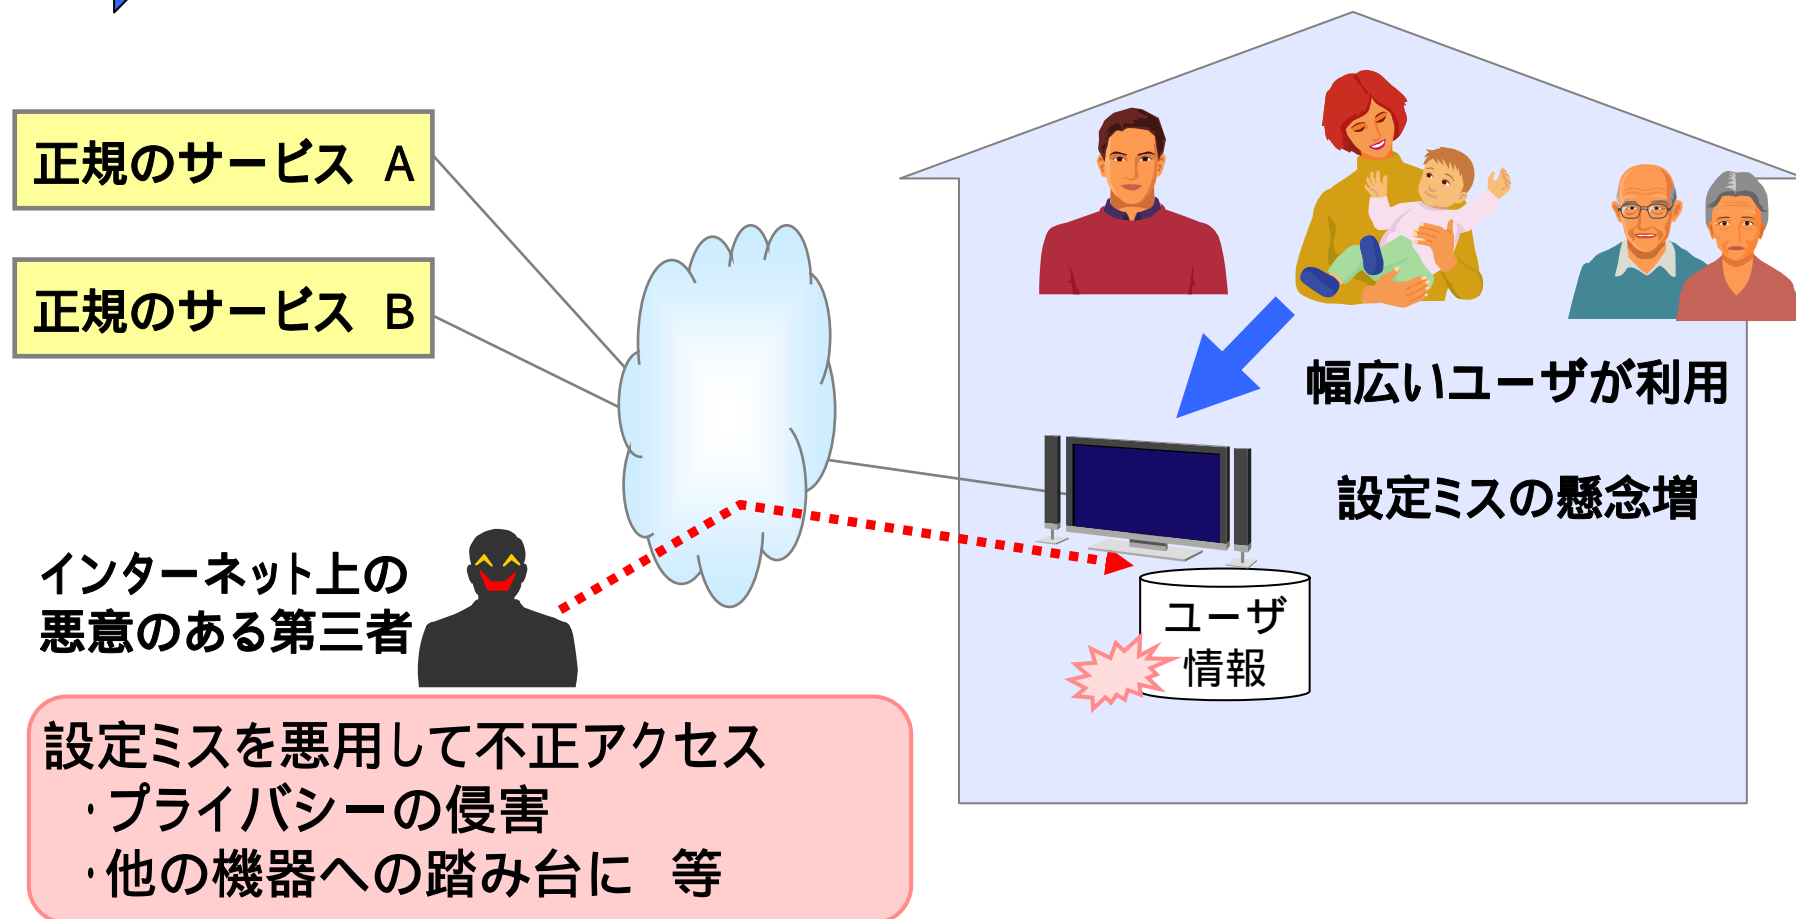 正規のサービス A
正規のサービス B
幅広いユーザが利用
設定ミスの懸念増
インターネット上の
悪意のある第三者
ユーザ
情報
設定ミスを悪用して不正アクセス
・プライバシーの侵害
・他の機器への踏み台に 等